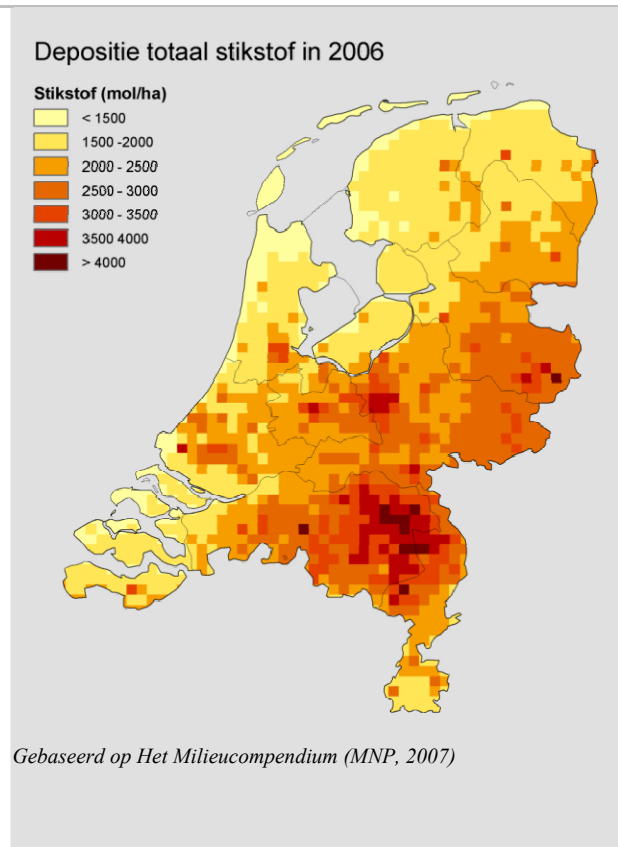 Depositie totaal stikstof in 2006
Stikstof (mol/ha)
< 1500
1500 -2000
2000 - 2500
2500 - 3000
3000 - 3500
3500 4000
> 4000
Gebaseerd op Het Milieucompendium (MNP, 2007)